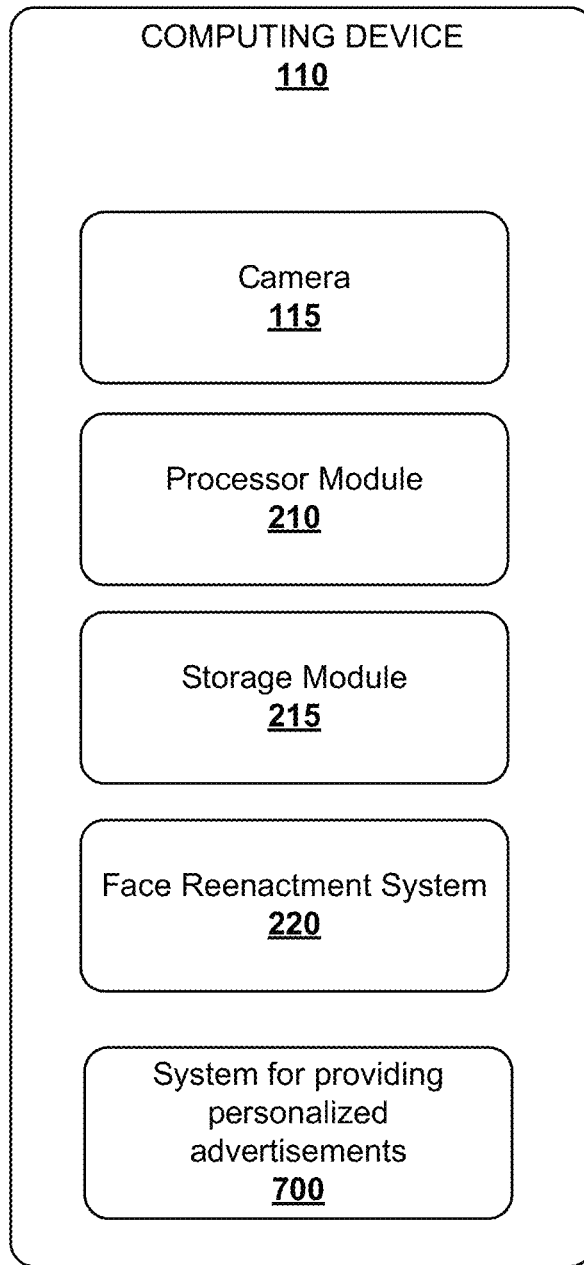 COMPUTING DEVICE
110
Camera
115
Processor Module
210
Storage Module
215
Face Reenactment System
220
System for providing
personalized
advertisements
700